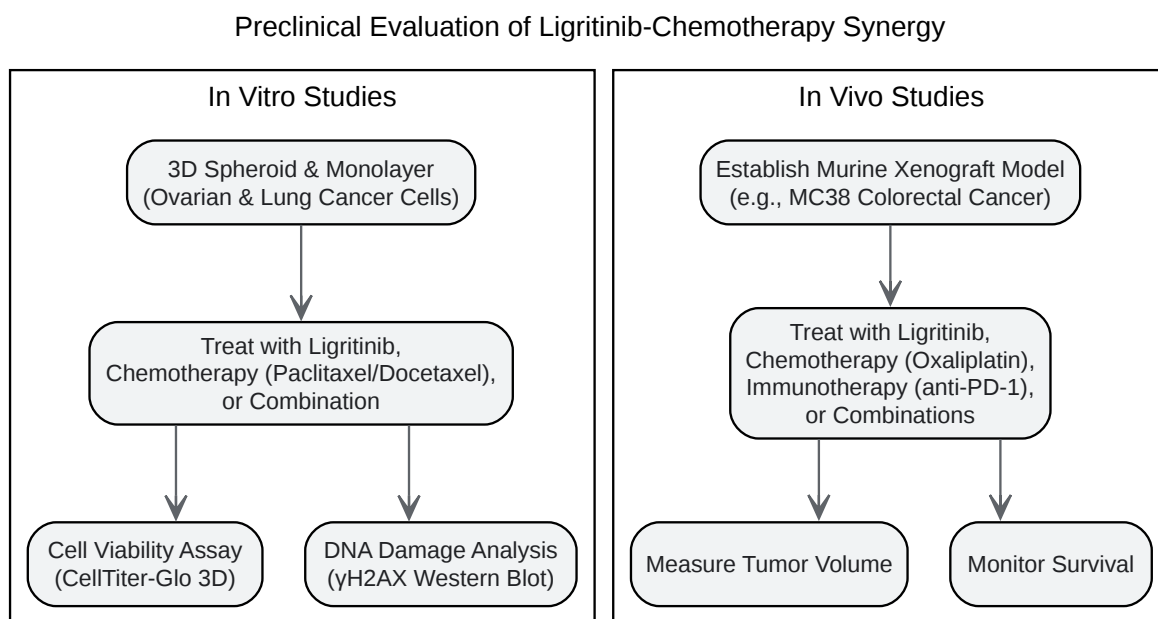 Preclinical Evaluation of Ligritinib-Chemotherapy Synergy
In Vitro Studies
3D Spheroid & Monolayer
(Ovarian & Lung Cancer Cells)
Treat with Ligritinib,
Chemotherapy (Paclitaxel/Docetaxel),
or Combination
Cell Viability Assay
(CellTiter-Glo 3D)
DNA Damage Analysis
(γH2AX Western Blot)
In Vivo Studies
Establish Murine Xenograft Model
(e.g., MC38 Colorectal Cancer)
Treat with Ligritinib,
Chemotherapy (Oxaliplatin),
Immunotherapy (anti-PD-1),
or Combinations
Measure Tumor Volume
Monitor Survival